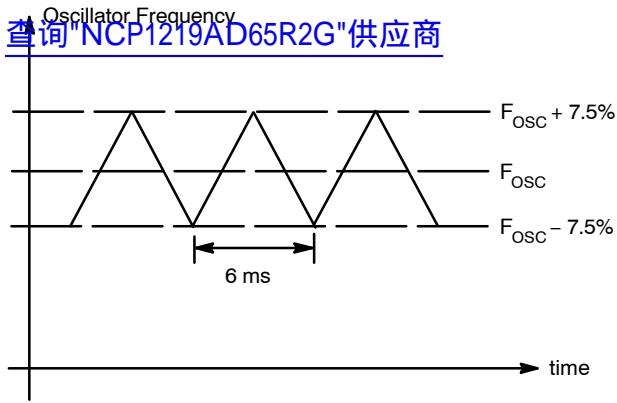 Oscillator Frequency
查询"NCP1219AD65R2G"供应商
FOSC + 7.5%
FOSC
FOSC – 7.5%
6 ms
time